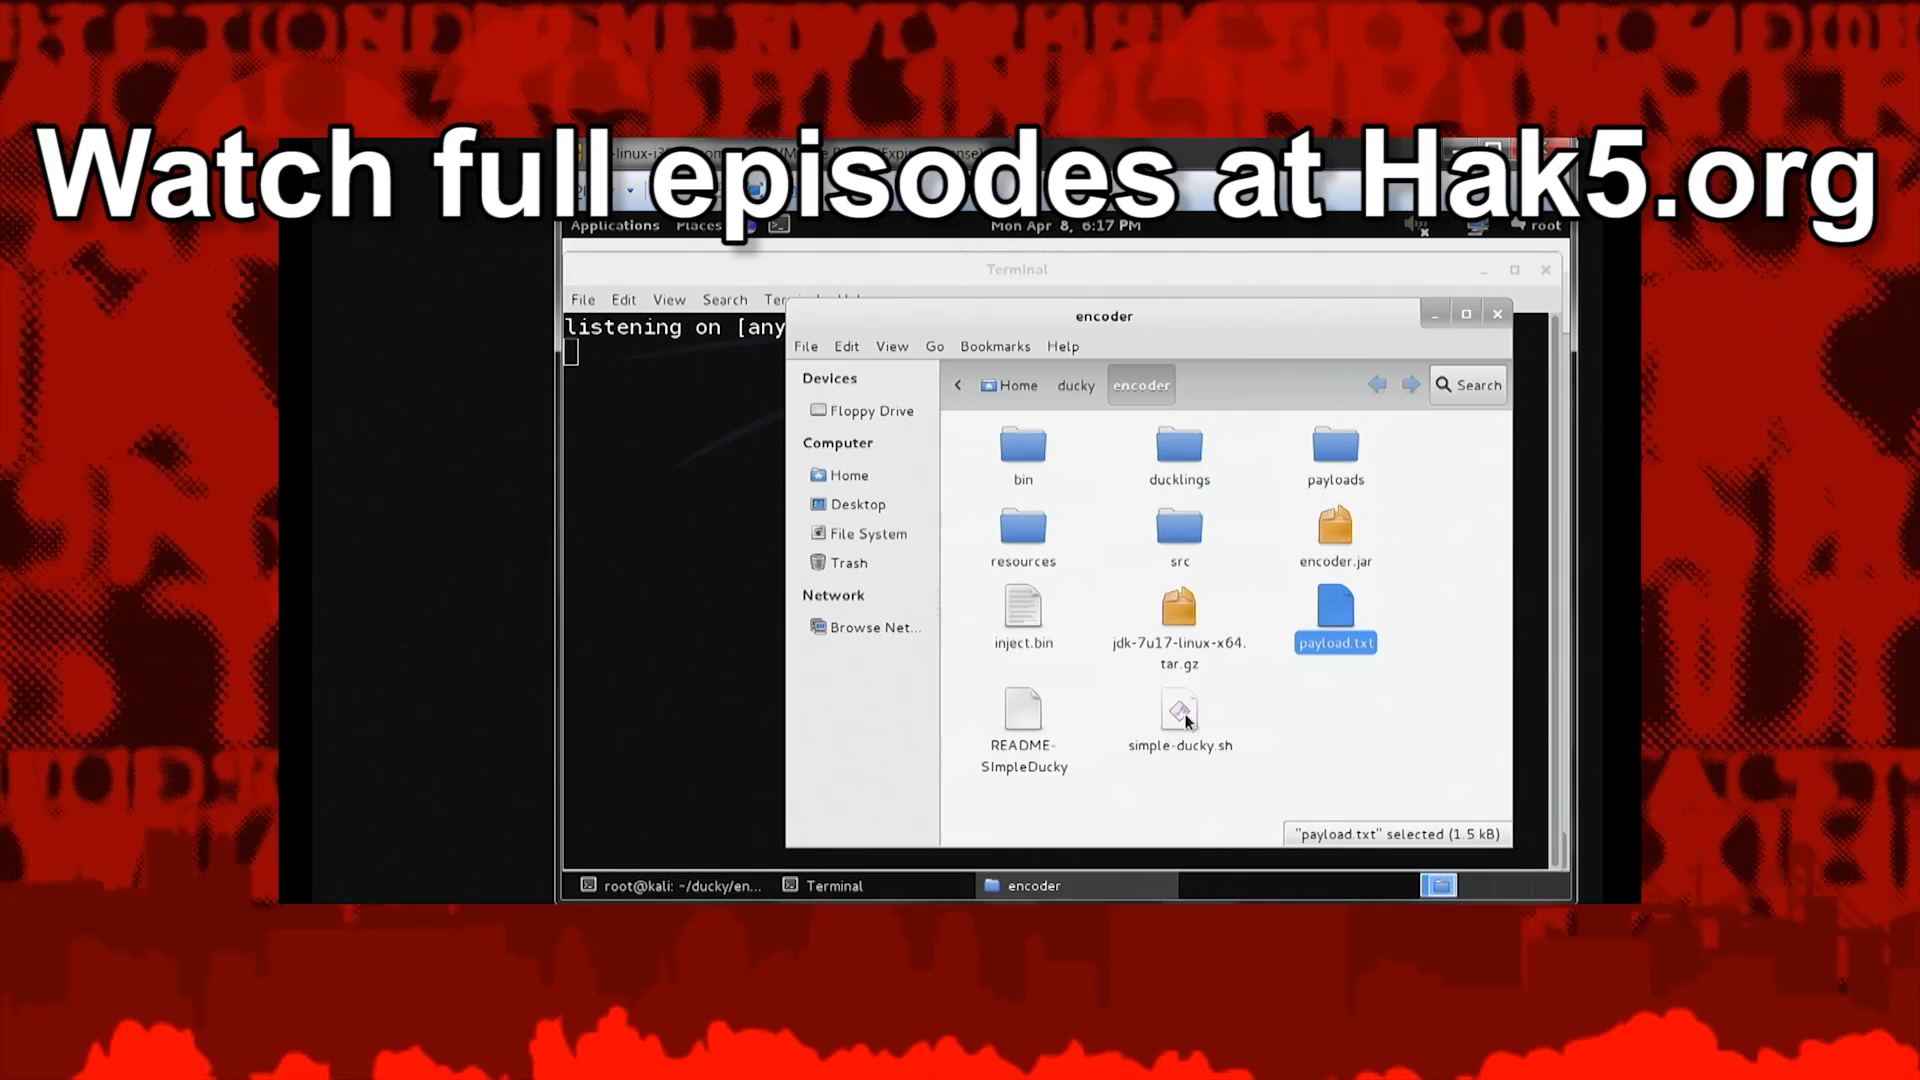 Watch full episodes at Hak5.org
Applications Places
Mon Apr 8, 6:17 PM
root
Terminal
File Edit View Search
listening on [any
encoder
File Edit View Go Bookmarks Help
Devices
Floppy Drive
Computer
Home
Desktop
File System
Trash
Network
Browse Net...
Home ducky encoder
Search
bin ducklings payloads
resources src encoder.jar
inject.bin jdk-7u17-linux-x64.
tar.gz payload.txt
README-
SImpleDucky simple-ducky.sh
"payload.txt" selected (1.5 kB)
root@kali: ~/ducky/en... Terminal encoder